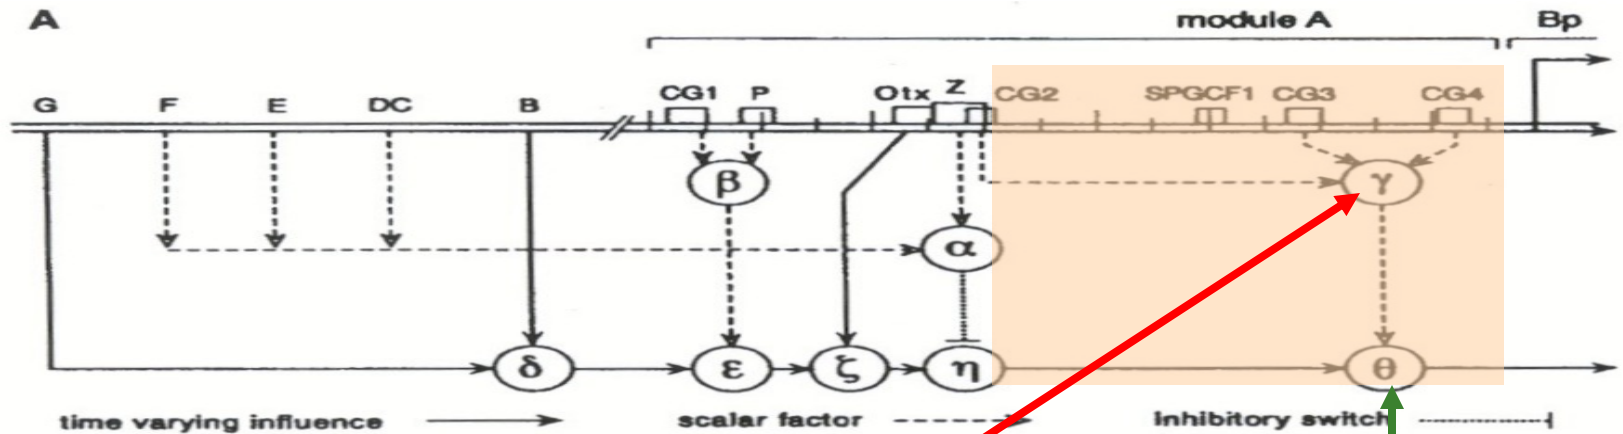 A
module A
Bp
G F E DC B CG1 P Otx Z CG2 SPGCF1 CG3 CG4
β
γ
α
δ ε ζ η θ
time varying influence
scalar factor
inhibitory switch